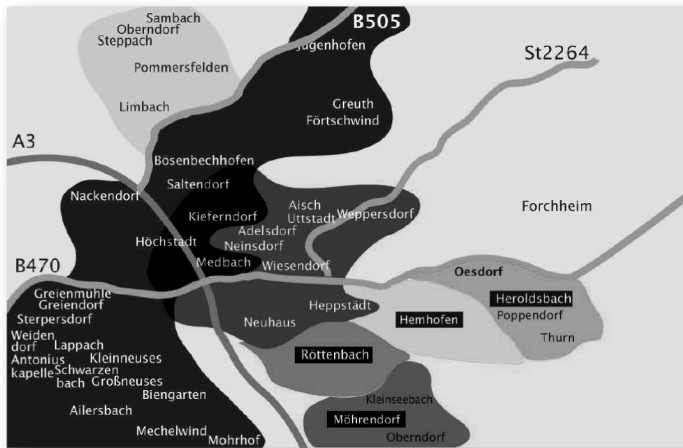 Sambach
Oberndorf
Steppach
Pommersfelden
Limbach
B505
Jugenhofen
Greuth
Förtschwind
St2264
A3
Bösenbechhofen
Saltendorf
Nackendorf
Kieferndorf
Aisch
Uttstadt
Weppersdorf
Forchheim
Adelsdorf
Neinsdorf
Höchstadt
Medbach
Wiesendorf
B470
Oesdorf
Greienmühle
Greiendorf
Sterpersdorf
Heppstädt
Heroldsbach
Poppendorf
Hemhofen
Neuhaus
Thurn
Weiden
dorf
Lappach
Antonius
kapelle
Kleinneuses
Schwarzen
bach
Großneuses
Röttenbach
Biengarten
Ailersbach
Kleinseebach
Möhrendorf
Mechelwind
Mohrhof
Oberndorf